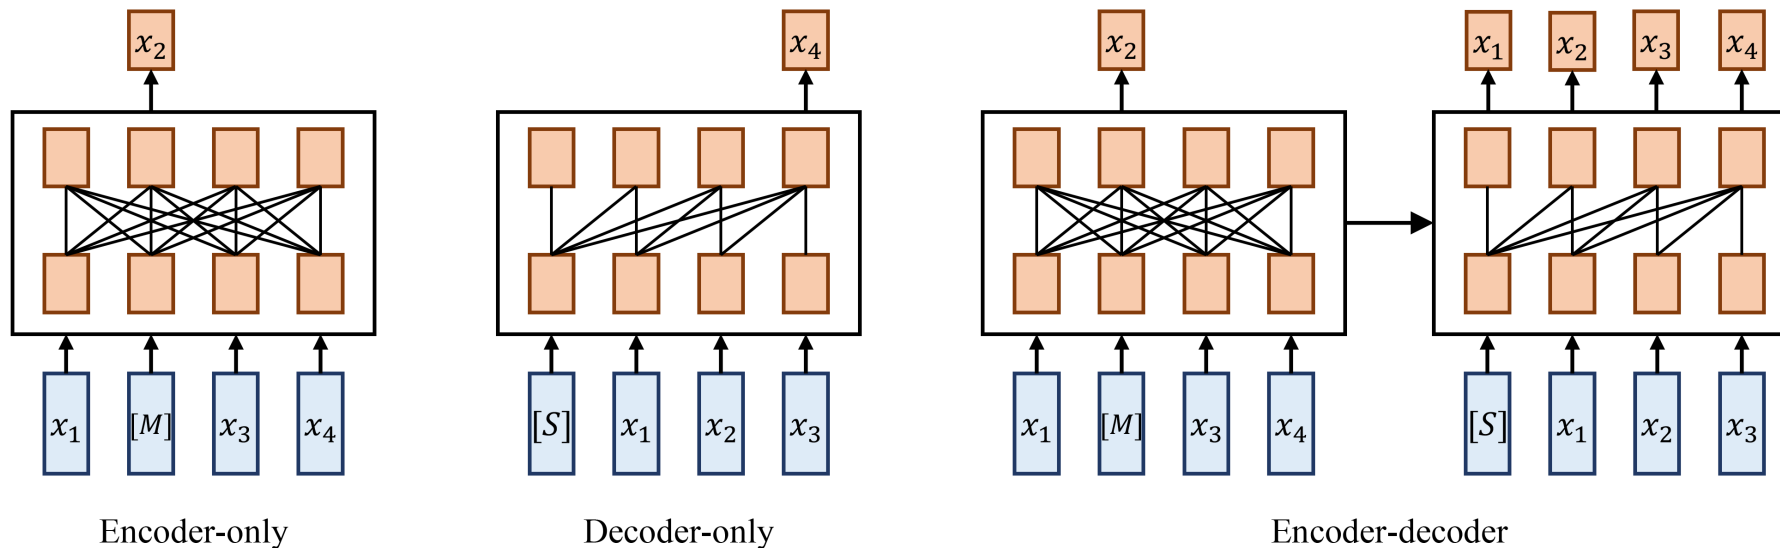 x₂ x₄ x₂ x₁ x₂ x₃ x₄
x₁ [M] x₃ x₄ [S] x₁ x₂ x₃ x₁ [M] x₃ x₄ [S] x₁ x₂ x₃
Encoder-only Decoder-only Encoder-decoder